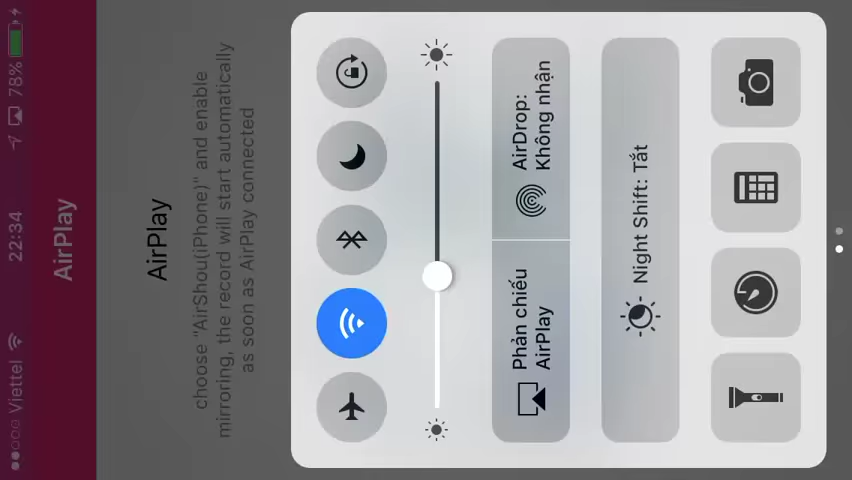 Viettel
22:34
78%
AirPlay
AirPlay
choose "AirShou(iPhone)" and enable
mirroring, the record will start automatically
as soon as AirPlay connected
Phản chiếu
AirPlay
AirDrop:
Không nhận
Night Shift: Tắt